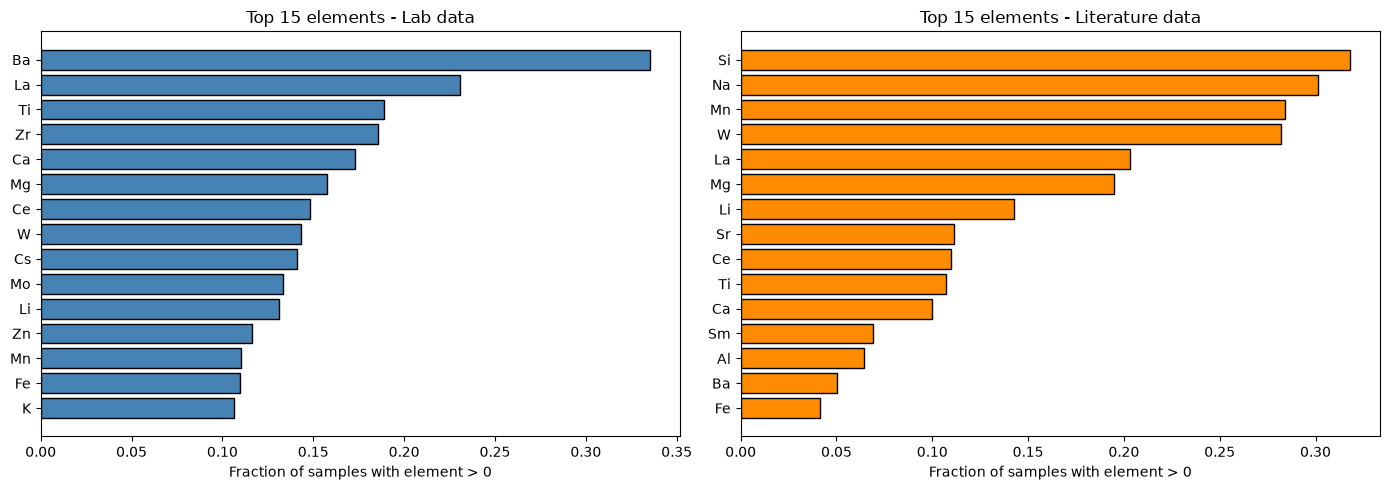 Top 15 elements - Lab data
Ba
La
Ti
Zr
Ca
Mg
Ce
W
Cs
Mo
Li
Zn
Mn
Fe
K
0.00 0.05 0.10 0.15 0.20 0.25 0.30 0.35
Fraction of samples with element > 0
Top 15 elements - Literature data
Si
Na
Mn
W
La
Mg
Li
Sr
Ce
Ti
Ca
Sm
Al
Ba
Fe
0.00 0.05 0.10 0.15 0.20 0.25 0.30
Fraction of samples with element > 0